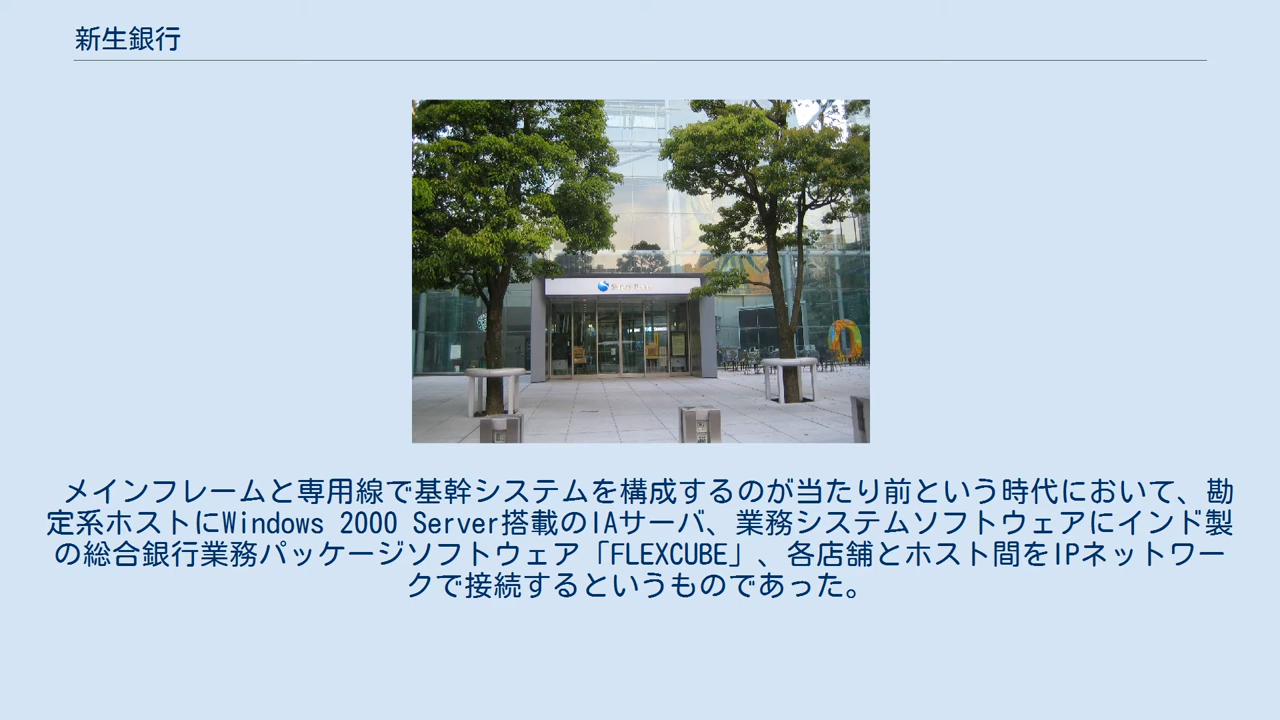 新生銀行
メインフレームと専用線で基幹システムを構成するのが当たり前という時代において、勘
定系ホストにWindows 2000 Server搭載のIAサーバ、業務システムソフトウェアにインド製
の総合銀行業務パッケージソフトウェア「FLEXCUBE」、各店舗とホスト間をIPネットワー
クで接続するというものであった。